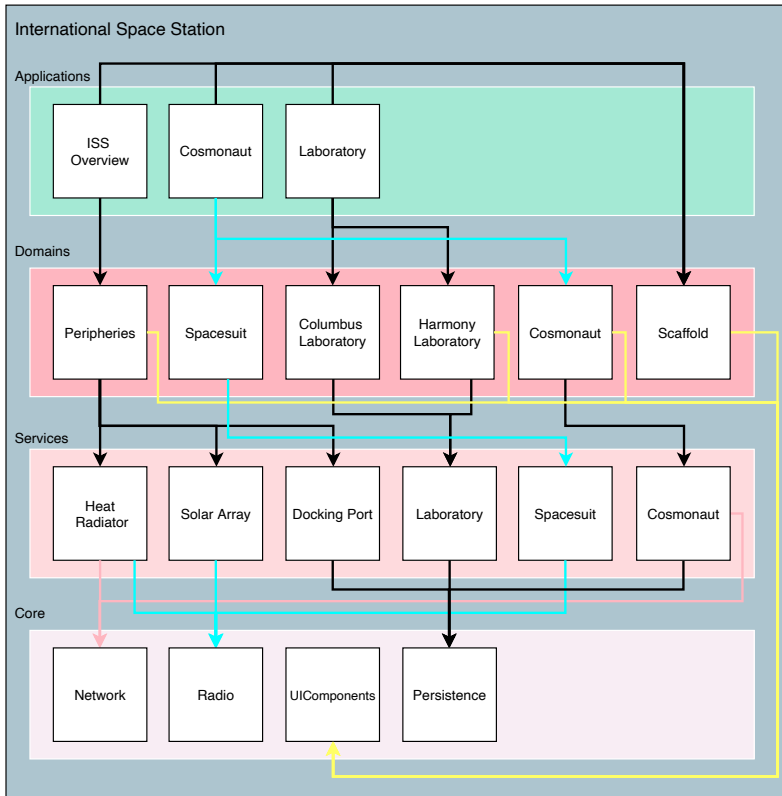 International Space Station
Applications
ISS
Overview
Cosmonaut
Laboratory
Domains
Peripheries
Spacesuit
Columbus
Laboratory
Harmony
Laboratory
Cosmonaut
Scaffold
Services
Heat
Radiator
Solar Array
Docking Port
Laboratory
Spacesuit
Cosmonaut
Core
Network
Radio
UIComponents
Persistence